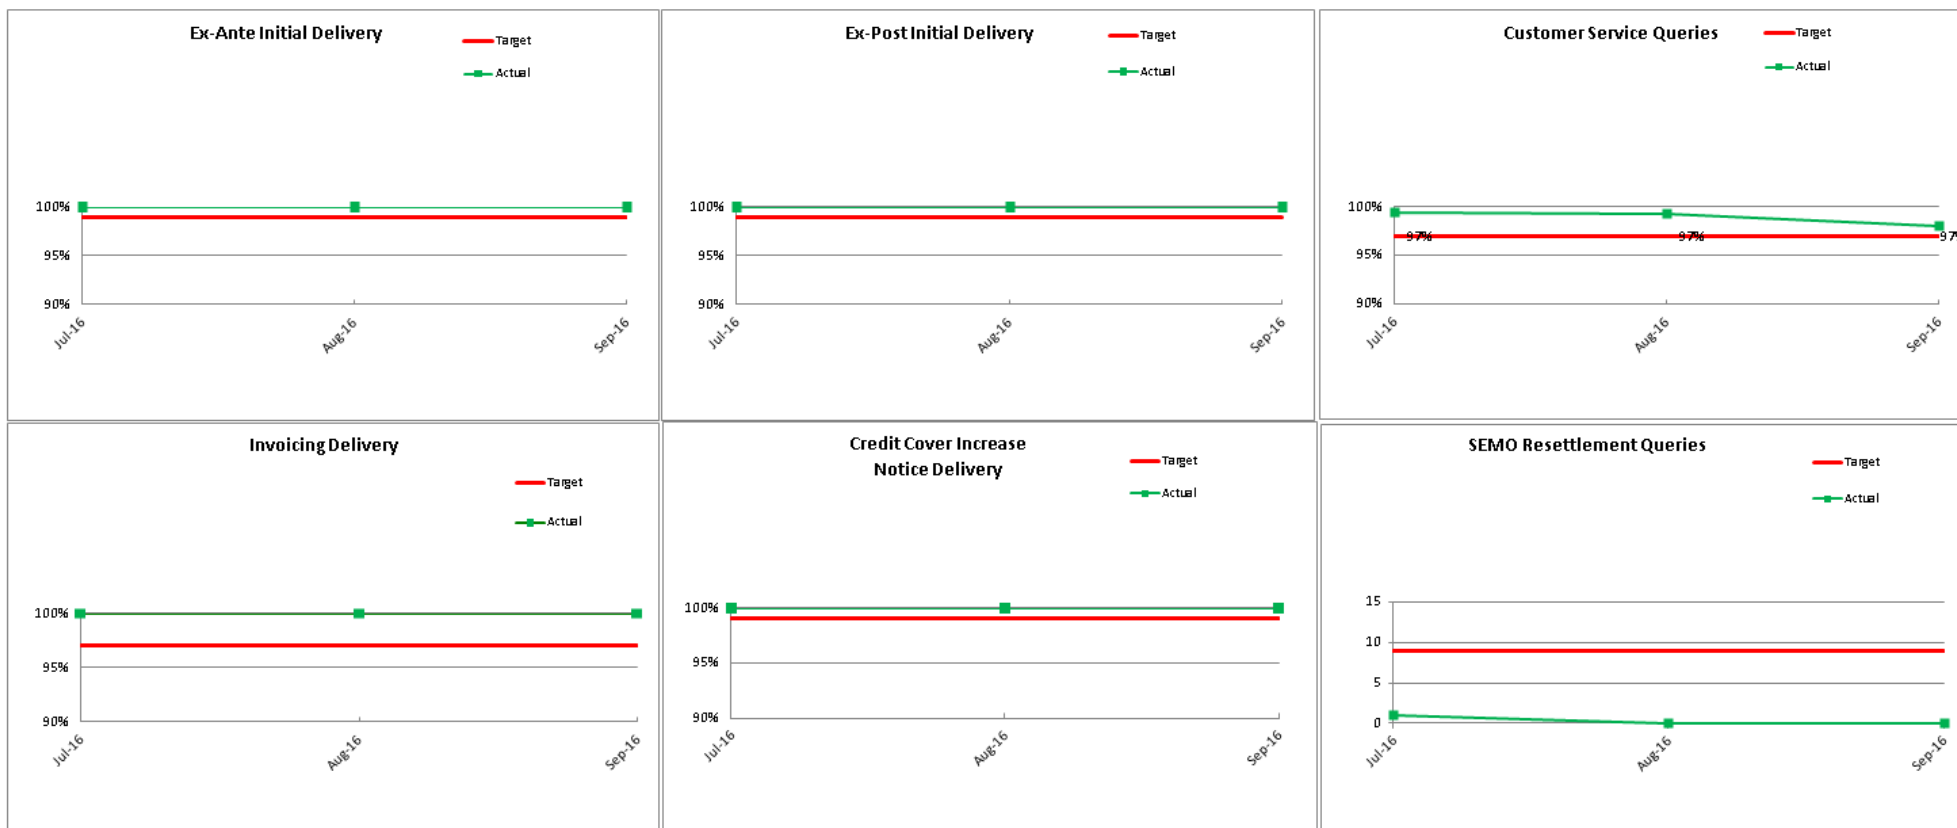 Ex-Ante Initial Delivery
Target
Actual
100%
95%
90%
Jul-16
Aug-16
Sep-16
Ex-Post Initial Delivery
Target
Actual
100%
95%
90%
Jul-16
Aug-16
Sep-16
Customer Service Queries
Target
Actual
100%
97%
97%
97%
95%
90%
Jul-16
Aug-16
Sep-16
Invoicing Delivery
Target
Actual
100%
95%
90%
Jul-16
Aug-16
Sep-16
Credit Cover Increase
Notice Delivery
Target
Actual
100%
95%
90%
Jul-16
Aug-16
Sep-16
SEMO Resettlement Queries
Target
Actual
15
10
5
0
Jul-16
Aug-16
Sep-16